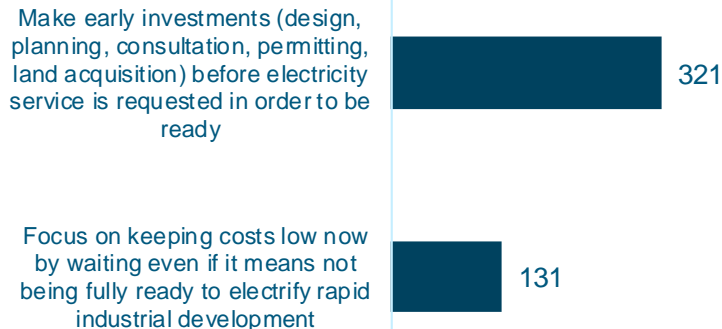 Make early investments (design,
planning, consultation, permitting,
land acquisition) before electricity
service is requested in order to be
ready
321
Focus on keeping costs low now
by waiting even if it means not
being fully ready to electrify rapid
industrial development
131